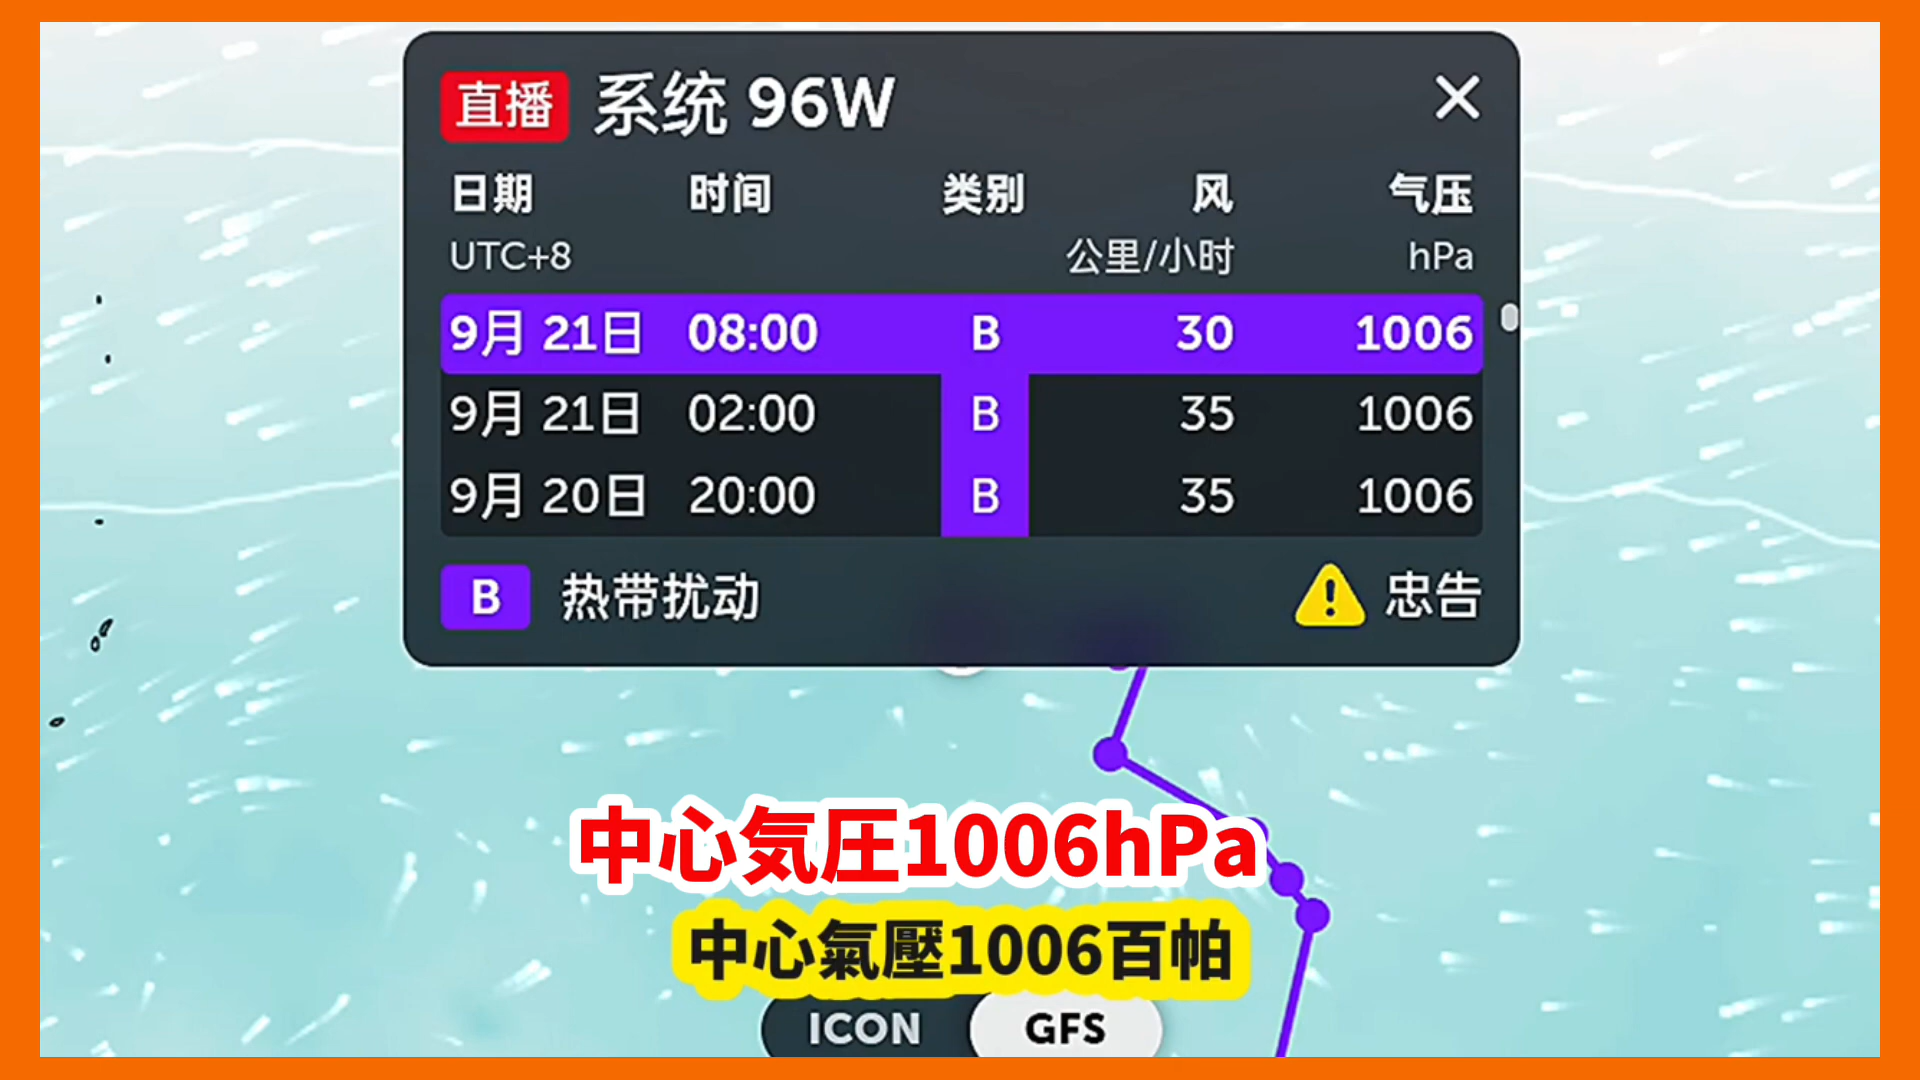 直播 系统 96W
日期 时间 类别 风 气压
UTC+8 公里/小时 hPa
9月 21日 08:00 B 30 1006
9月 21日 02:00 B 35 1006
9月 20日 20:00 B 35 1006
B 热带扰动 忠告
中心気圧1006hPa
中心氣壓1006百帕
ICON GFS